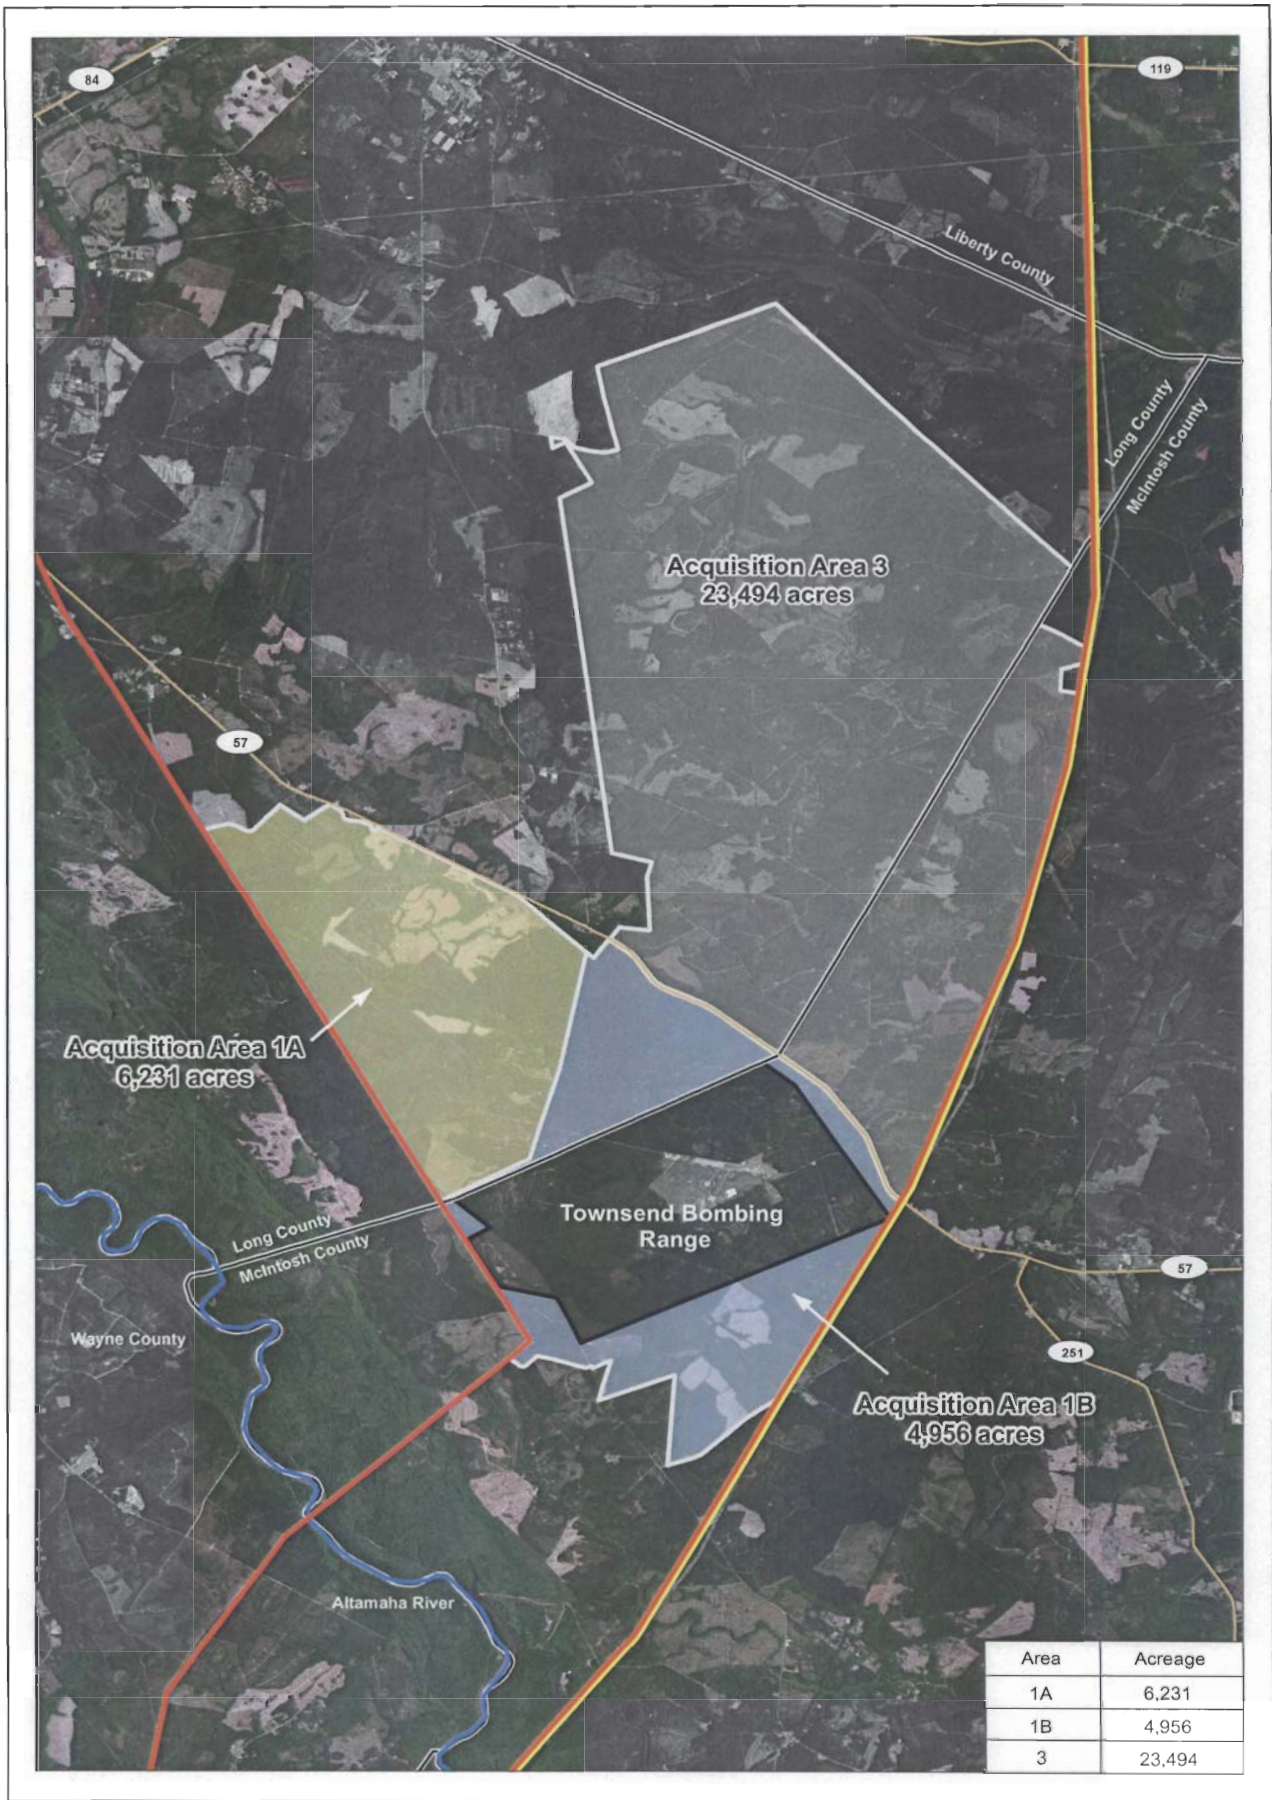 84
119
Liberty County
Long County
McIntosh County
Acquisition Area 3
23,494 acres
57
Acquisition Area 1A
6,231 acres
Townsend Bombing
Range
Long County
McIntosh County
57
Wayne County
251
Acquisition Area 1B
4,956 acres
Altamaha River
Area Acreage
1A 6,231
1B 4,956
3 23,494